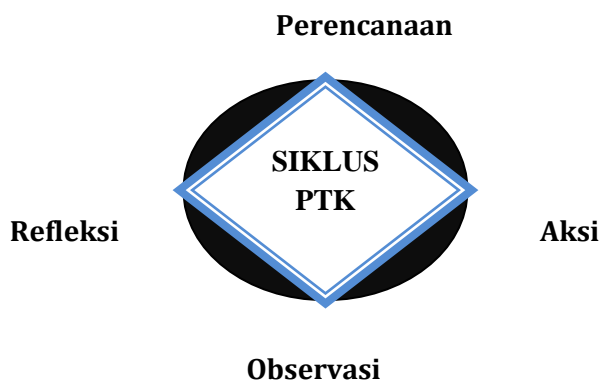 Perencanaan
SIKLUS
PTK
Refleksi
Aksi
Observasi